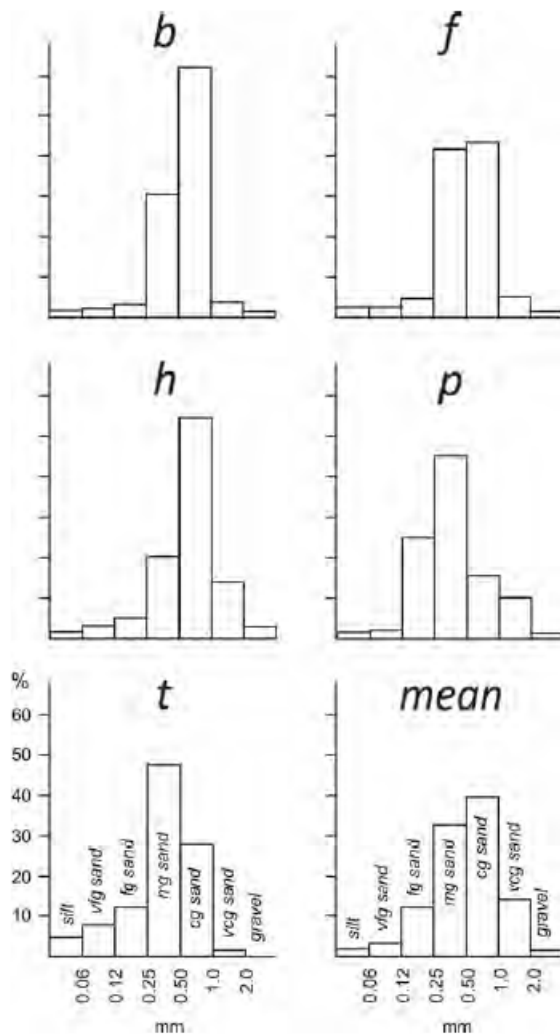 b
f
h
p
%
t
mean
60
50
40
30
20
10
silt
vfg sand
fg sand
mg sand
cg sand
vcg sand
gravel
silt
vfg sand
fg sand
mg sand
cg sand
vcg sand
gravel
0.06
0.12
0.25
0.50
1.0
2.0
0.06
0.12
0.25
0.50
1.0
2.0
mm
mm